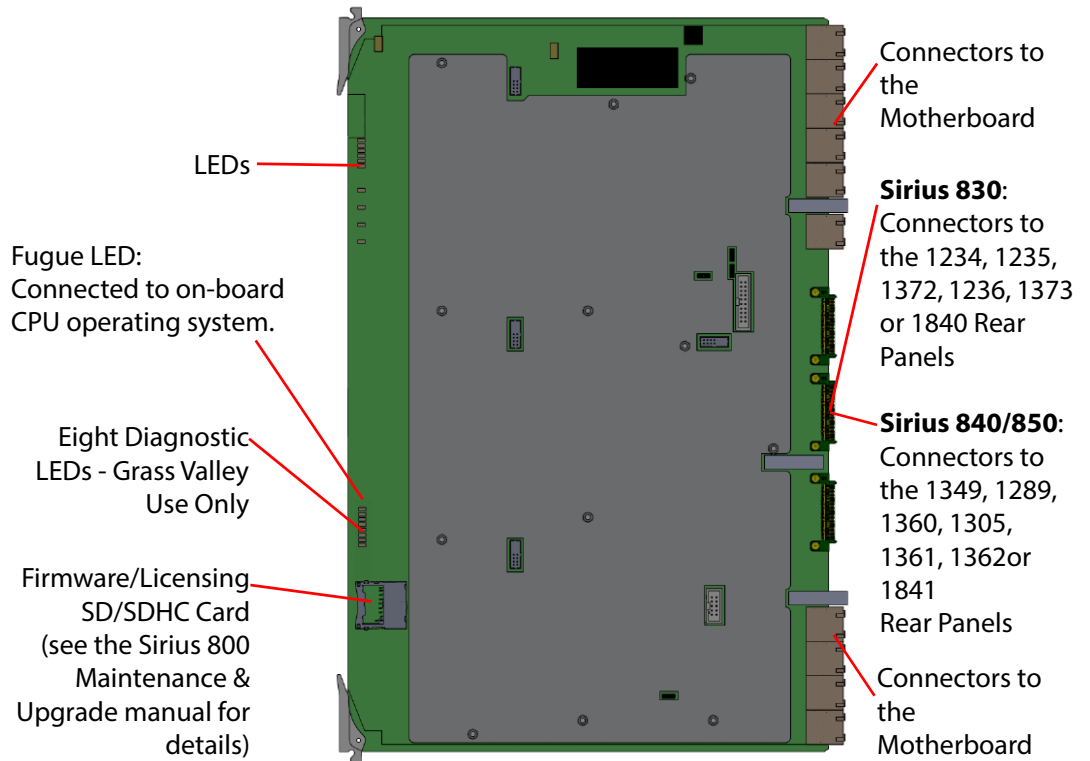 LEDs
Fugue LED:
Connected to on-board
CPU operating system.
Eight Diagnostic
LEDs - Grass Valley
Use Only
Firmware/Licensing
SD/SDHC Card
(see the Sirius 800
Maintenance &
Upgrade manual for
details)
Connectors to
the
Motherboard
Sirius 830:
Connectors to
the 1234, 1235,
1372, 1236, 1373
or 1840 Rear
Panels
Sirius 840/850:
Connectors to
the 1349, 1289,
1360, 1305,
1361, 1362or
1841
Rear Panels
Connectors to
the
Motherboard